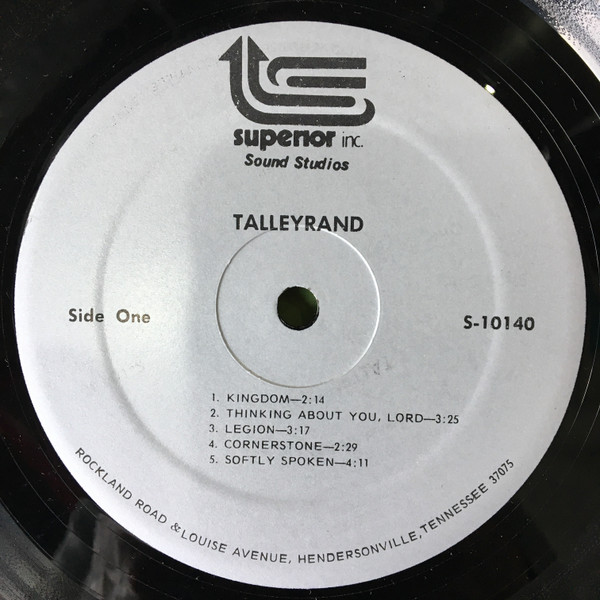 superior inc.
Sound Studios
TALLEYRAND
Side One
S-10140
1. KINGDOM—2:14
2. THINKING ABOUT YOU, LORD—3:25
3. LEGION—3:17
4. CORNERSTONE—2:29
5. SOFTLY SPOKEN—4:11
ROCKLAND ROAD & LOUISE AVENUE, HENDERSONVILLE, TENNESSEE 37075